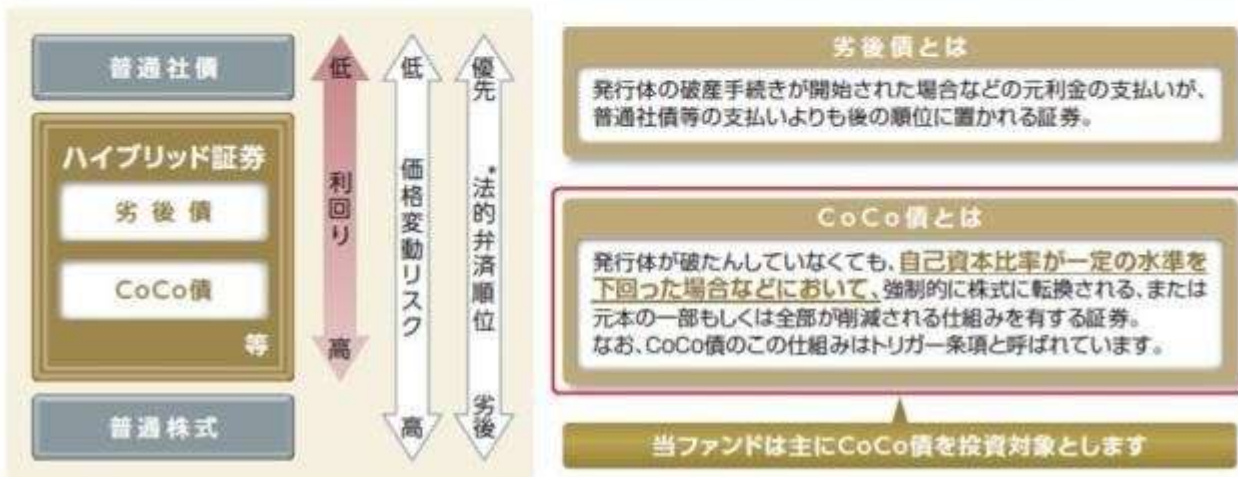 普通社債
ハイブリッド証券
劣後債
CoCo債
等
普通株式
低
利回り
高
低
価格変動リスク
高
優先
*法的弁済順位
劣後
劣後債とは
発行体の破産手続きが開始された場合などの元利金の支払いが、
普通社債等の支払いよりも後の順位に置かれる証券。
CoCo債とは
発行体が破たんしていなくても、自己資本比率が一定の水準を
下回った場合などにおいて、強制的に株式に転換される、または
元本の一部もしくは全部が削減される仕組みを有する証券。
なお、CoCo債のこの仕組みはトリガー条項と呼ばれています。
当ファンドは主にCoCo債を投資対象とします